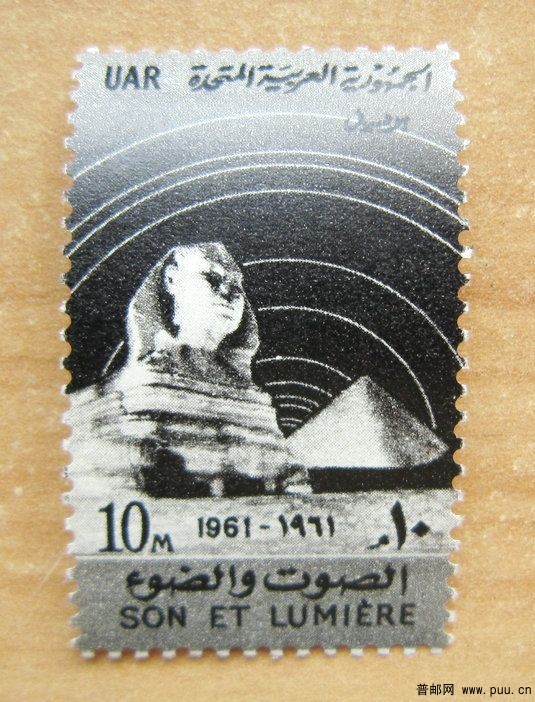 UAR الجمهورية العربية المتحدة
بريد
10M 1961 - ١٩٦١ ١٠م
الصوت والضوء
SON ET LUMIÈRE
普邮网 www.puu.cn